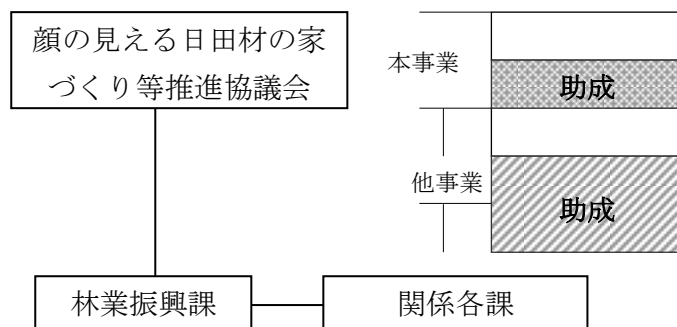 顔の見える日田材の家
づくり等推進協議会
本事業
助成
他事業
助成
林業振興課
関係各課